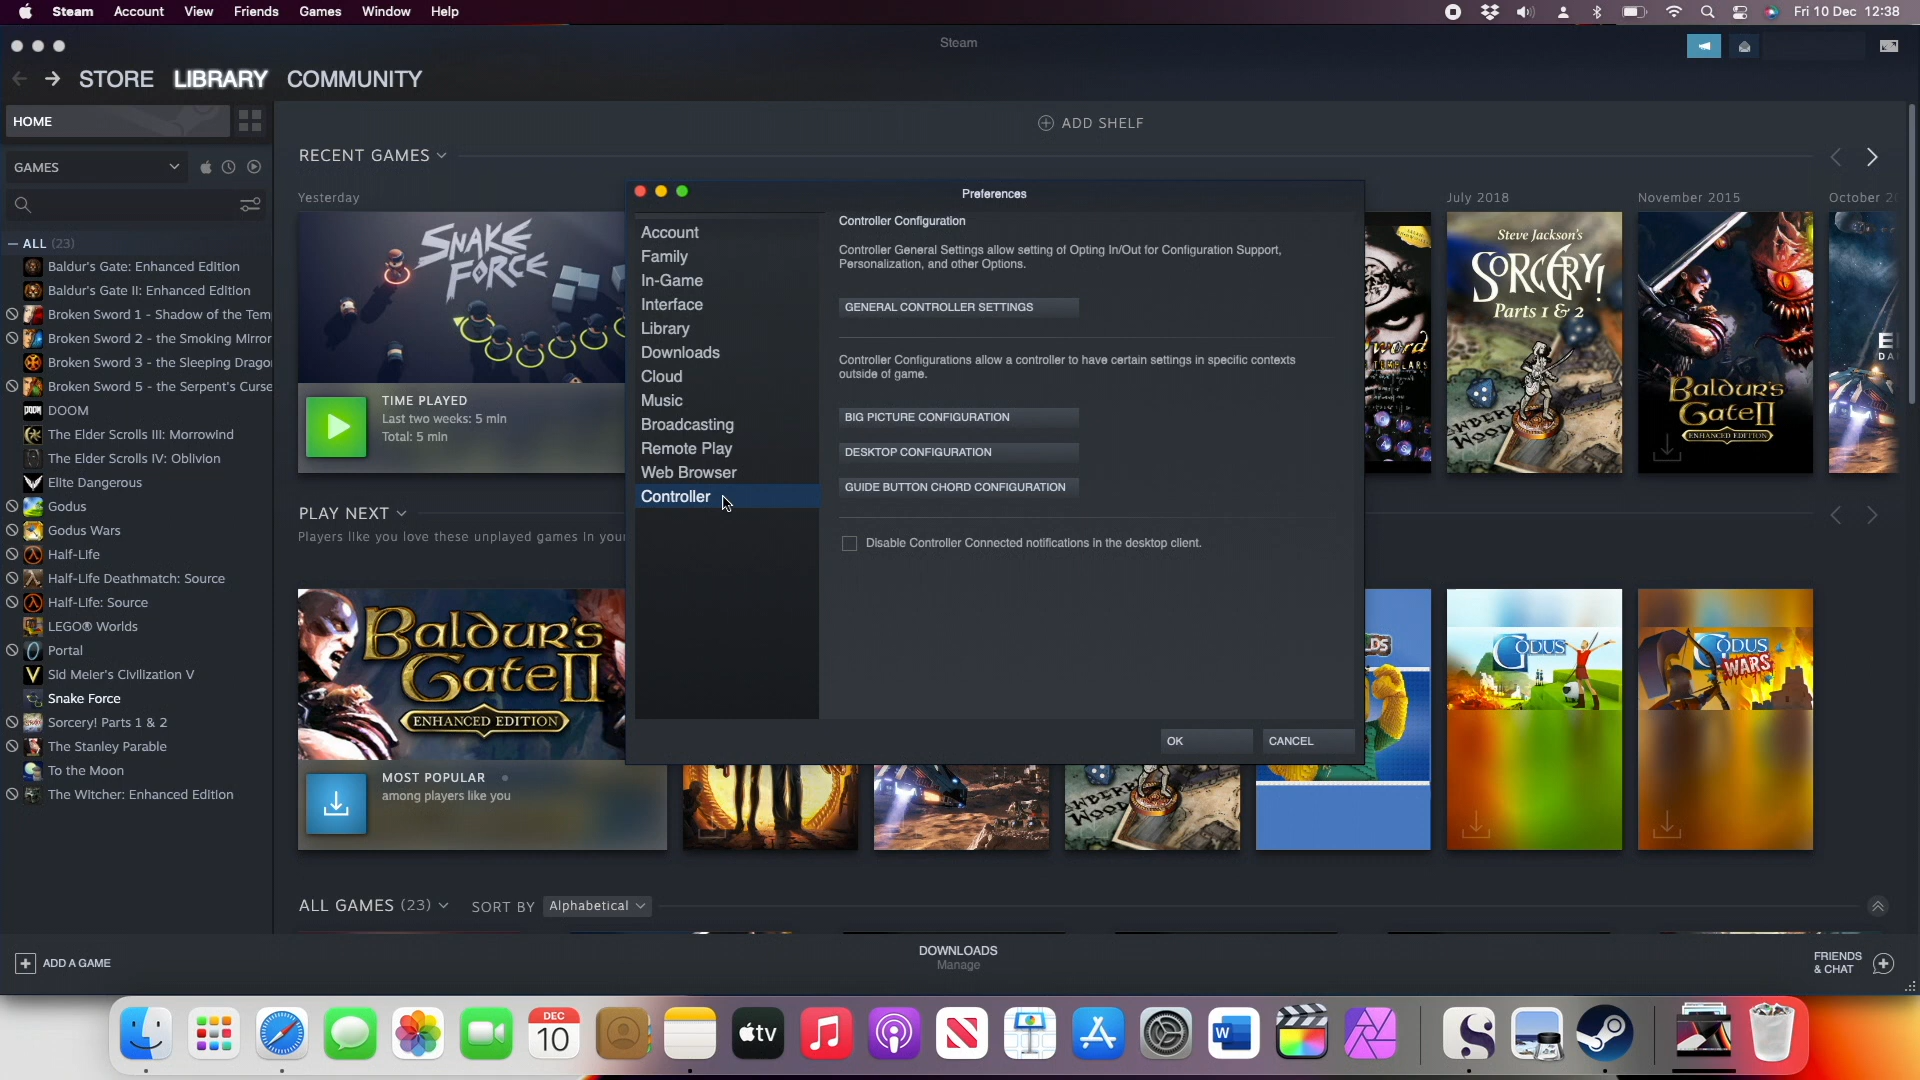 Steam Account View Friends Games Window Help
Fri 10 Dec 12:38
Steam
STORE LIBRARY COMMUNITY
HOME
GAMES
ALL (23)
Baldur's Gate: Enhanced Edition
Baldur's Gate II: Enhanced Edition
Broken Sword 1 - Shadow of the Tem
Broken Sword 2 - the Smoking Mirror
Broken Sword 3 - the Sleeping Drago
Broken Sword 5 - the Serpent's Curse
DOOM
The Elder Scrolls III: Morrowind
The Elder Scrolls IV: Oblivion
Elite Dangerous
Godus
Godus Wars
Half-Life
Half-Life Deathmatch: Source
Half-Life: Source
LEGO® Worlds
Portal
Sid Meier's Civilization V
Snake Force
Sorcery! Parts 1 & 2
The Stanley Parable
To the Moon
The Witcher: Enhanced Edition
ADD A GAME
ADD SHELF
RECENT GAMES
Yesterday
July 2018
November 2015
October 2
SNAKE
FORCE
TIME PLAYED
Last two weeks: 5 min
Total: 5 min
Steve Jackson's
SORCERY!
Parts 1 & 2
Baldur's
Gate II
ENHANCED EDITION
PLAY NEXT
Players like you love these unplayed games in you
Baldur's
Gate II
ENHANCED EDITION
MOST POPULAR
among players like you
GODUS
GODUS
WARS
ALL GAMES (23)
SORT BY Alphabetical
Preferences
Account
Family
In-Game
Interface
Library
Downloads
Cloud
Music
Broadcasting
Remote Play
Web Browser
Controller
Controller Configuration
Controller General Settings allow setting of Opting In/Out for Configuration Support,
Personalization, and other Options.
GENERAL CONTROLLER SETTINGS
Controller Configurations allow a controller to have certain settings in specific contexts
outside of game.
BIG PICTURE CONFIGURATION
DESKTOP CONFIGURATION
GUIDE BUTTON CHORD CONFIGURATION
Disable Controller Connected notifications in the desktop client.
OK
CANCEL
DOWNLOADS
Manage
FRIENDS
& CHAT
DEC
10
tv
W